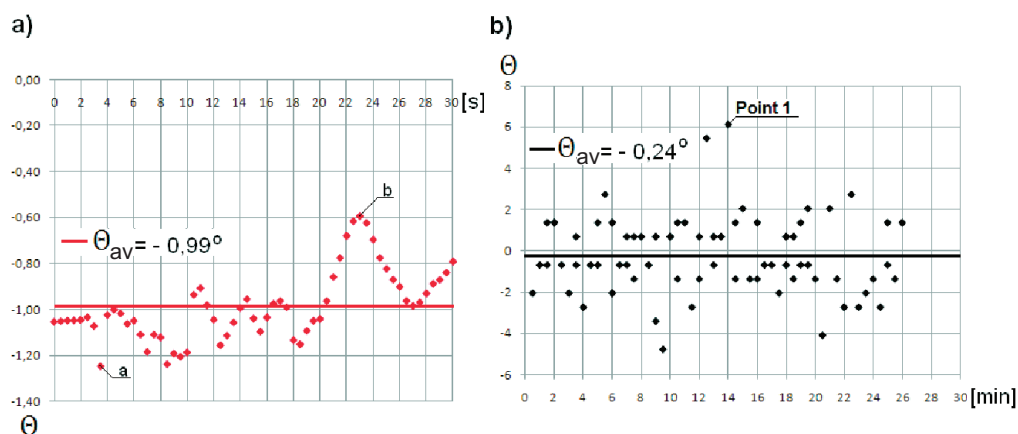 a)
0,00
0 2 4 6 8 10 12 14 16 18 20 22 24 26 28 30 [s]
-0,20
-0,40
-0,60
b
Θav= - 0,99º
-0,80
-1,00
-1,20
a
-1,40
Θ
b)
Θ
8
Point 1
6
Θav= - 0,24º
4
2
0
-2
-4
-6
0 2 4 6 8 10 12 14 16 18 20 22 24 26 28 30 [min]